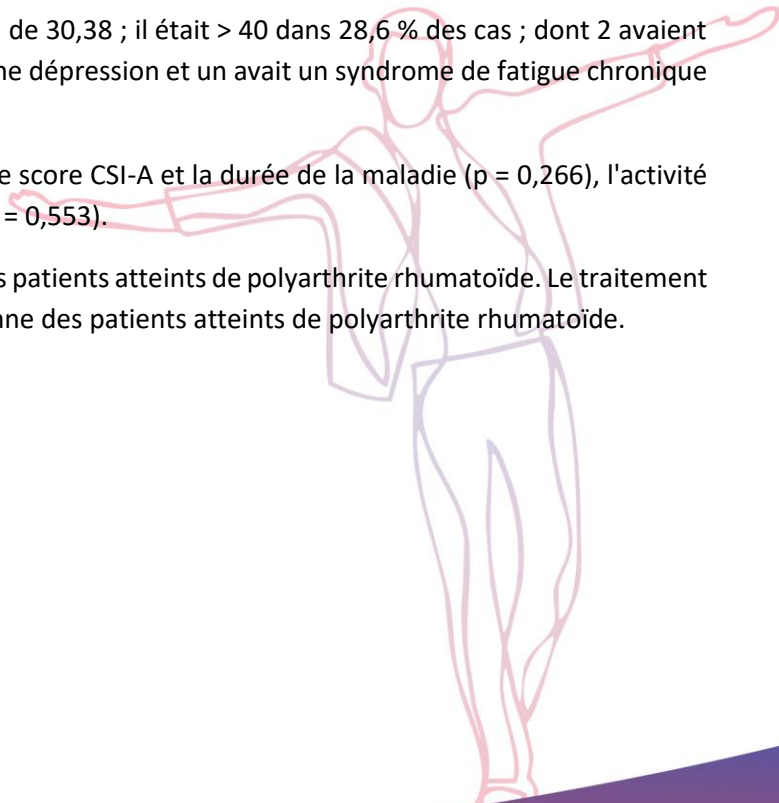 de 30,38 ; il était > 40 dans 28,6 % des cas ; dont 2 avaient
ne dépression et un avait un syndrome de fatigue chronique
e score CSI-A et la durée de la maladie (p = 0,266), l'activité
= 0,553).
s patients atteints de polyarthrite rhumatoïde. Le traitement
nne des patients atteints de polyarthrite rhumatoïde.